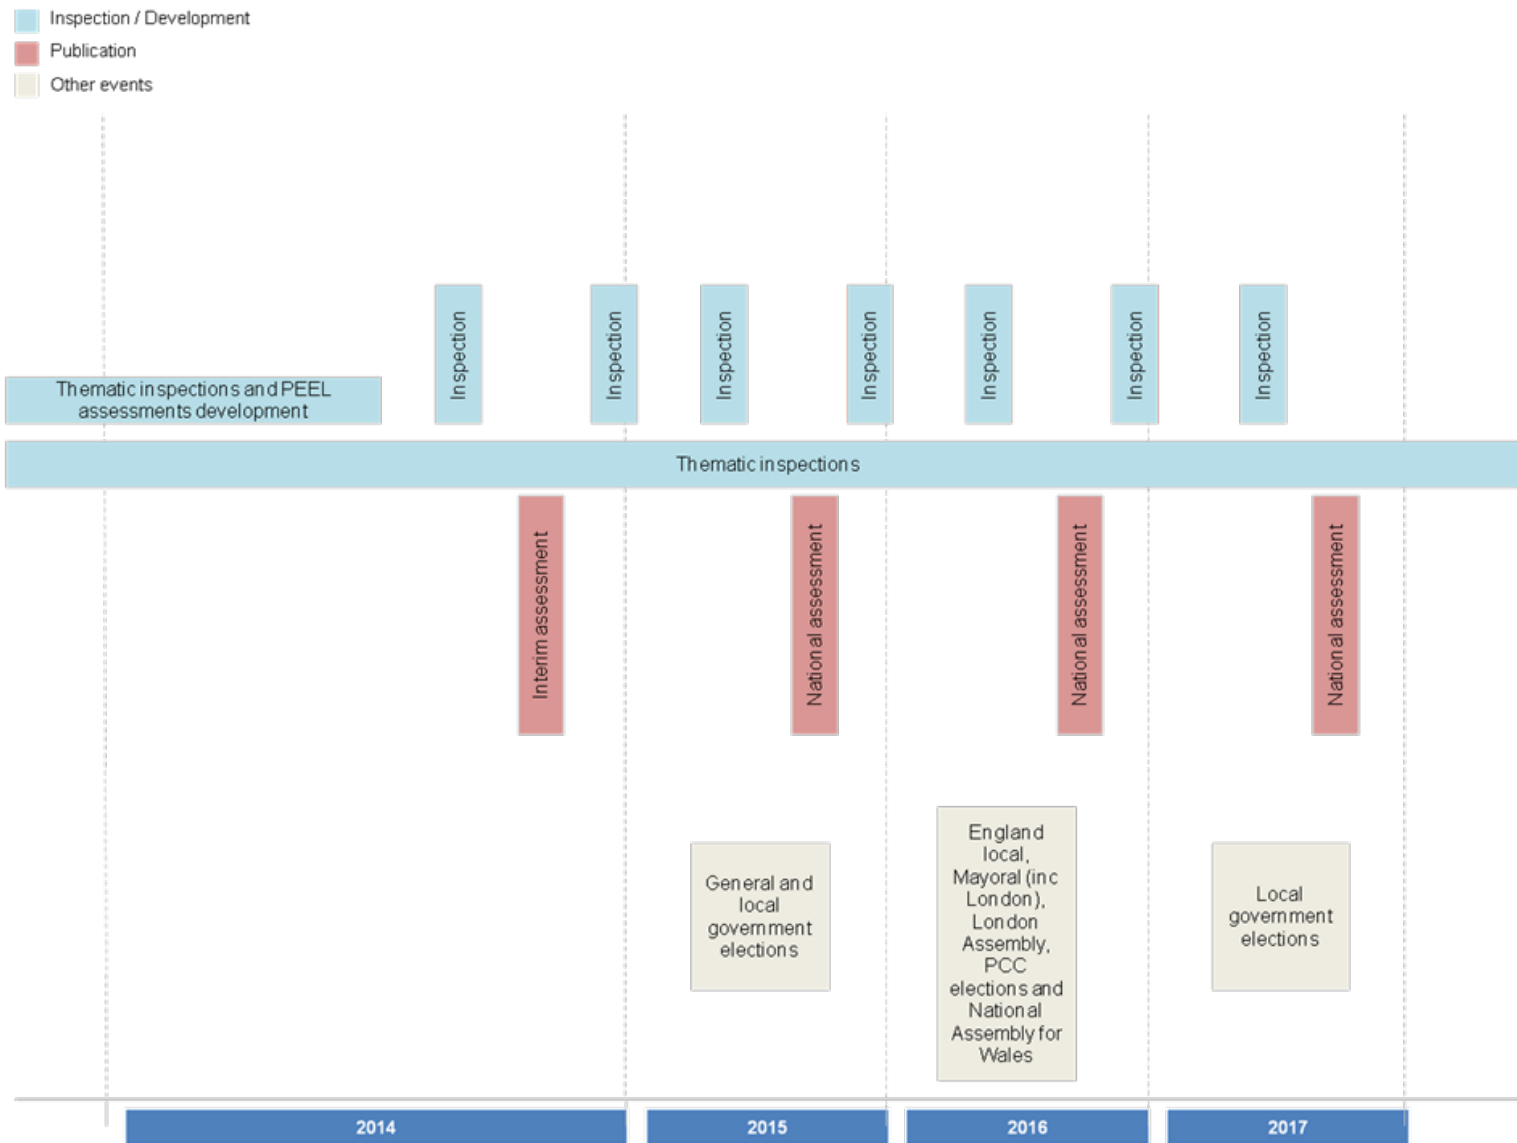 Inspection / Development
Publication
Other events
Inspection
Inspection
Inspection
Inspection
Inspection
Inspection
Inspection
Thematic inspections and PEEL
assessments development
Thematic inspections
Interim assessment
National assessment
National assessment
National assessment
General and
local
government
elections
England
local,
Mayoral (inc
London),
London
Assembly,
PCC
elections and
National
Assembly for
Wales
Local
government
elections
2014
2015
2016
2017